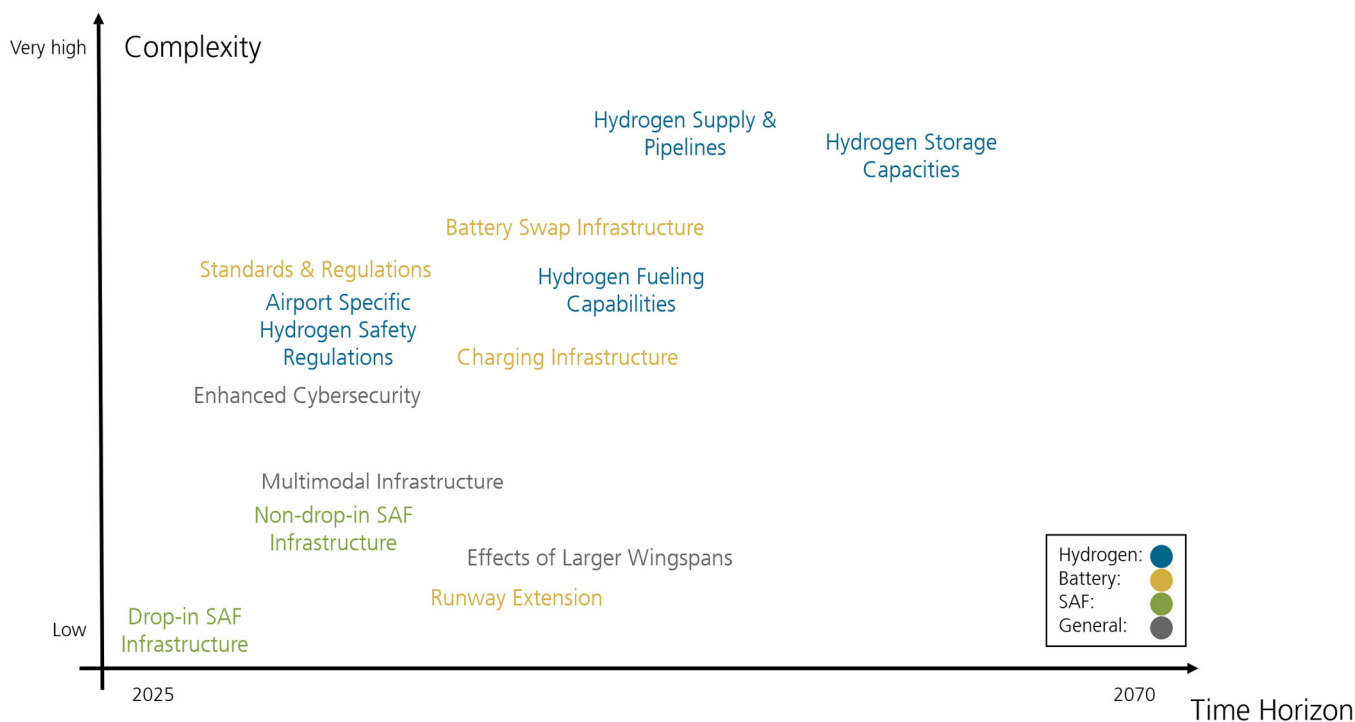 Very high
Complexity
Hydrogen Supply &
Pipelines
Hydrogen Storage
Capacities
Battery Swap Infrastructure
Standards & Regulations
Hydrogen Fueling
Capabilities
Airport Specific
Hydrogen Safety
Regulations
Charging Infrastructure
Enhanced Cybersecurity
Multimodal Infrastructure
Non-drop-in SAF
Infrastructure
Effects of Larger Wingspans
Runway Extension
Drop-in SAF
Infrastructure
Low
Hydrogen:
Battery:
SAF:
General:
2025
2070
Time Horizon